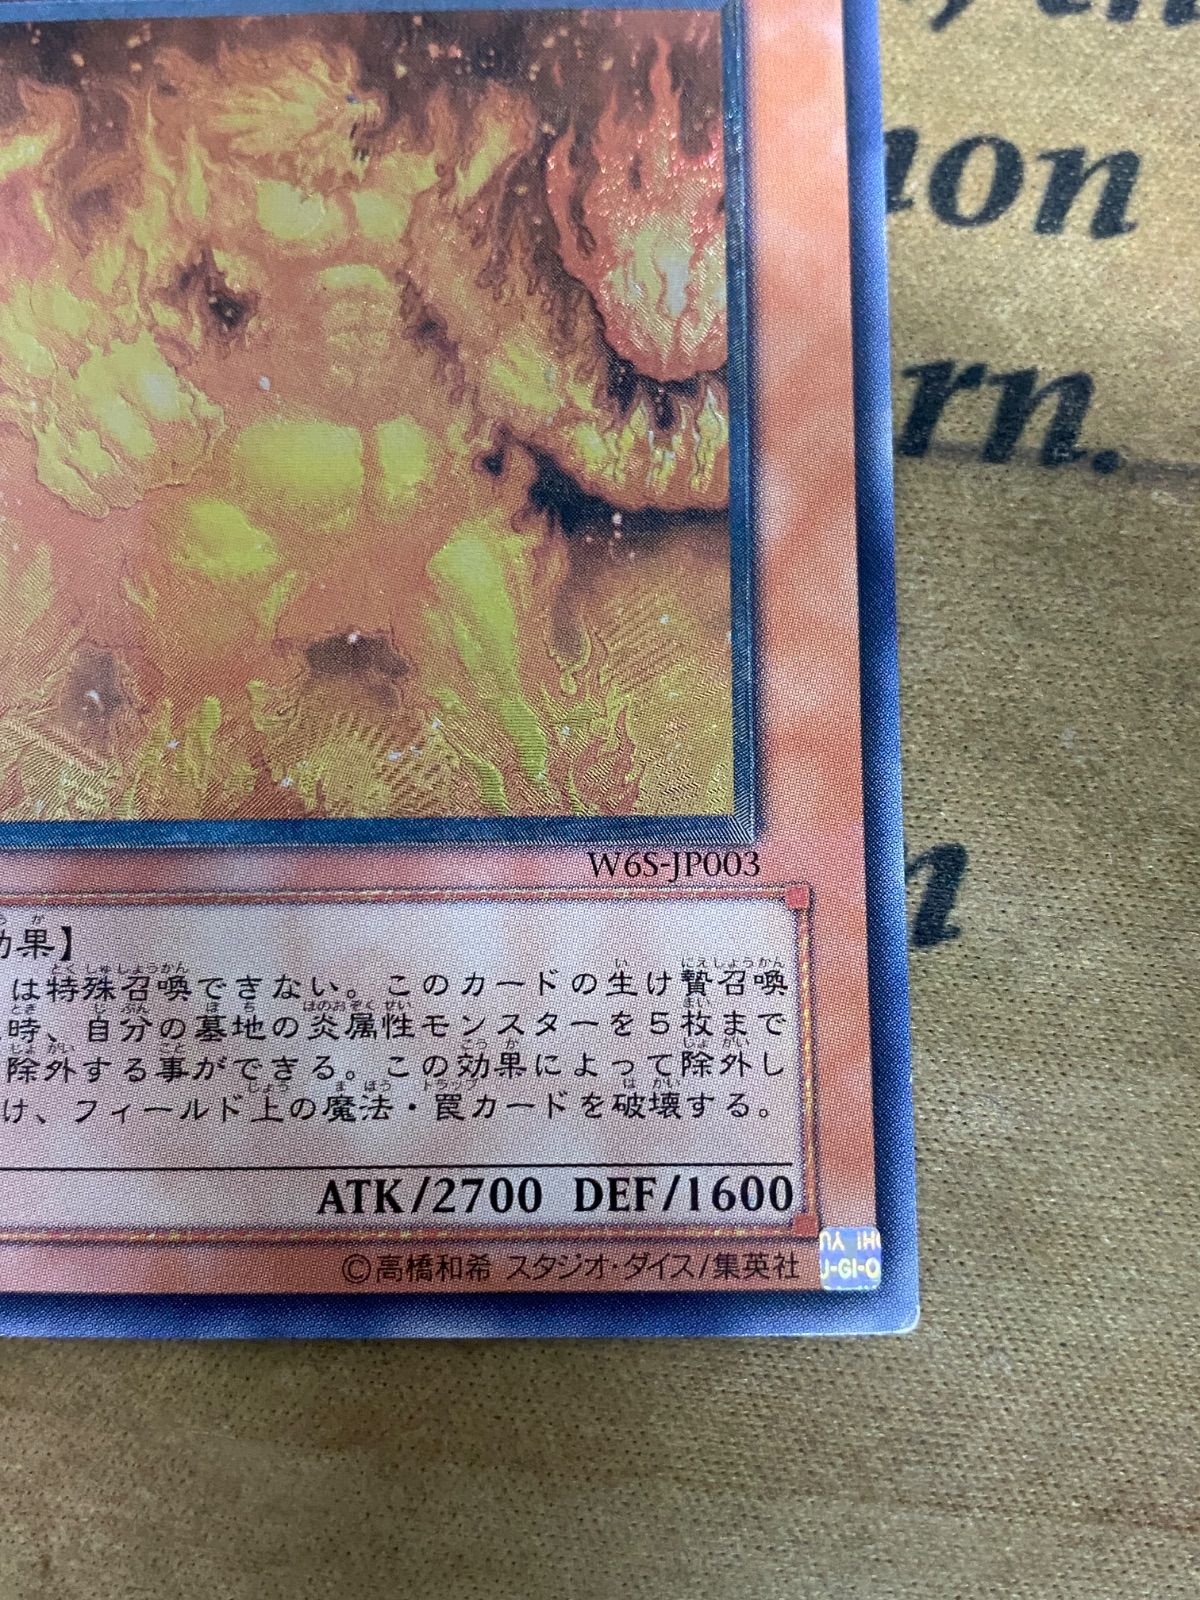 non
rn.
n
W6S-JP003
効果】
は特殊召喚できない。このカードの生け贄召喚
時、自分の墓地の炎属性モンスターを5枚まで
除外する事ができる。この効果によって除外し
け、フィールド上の魔法・罠カードを破壊する。
ATK/2700 DEF/1600
©高橋和希 スタジオ・ダイス/集英社
OH! YU
U-GI-O